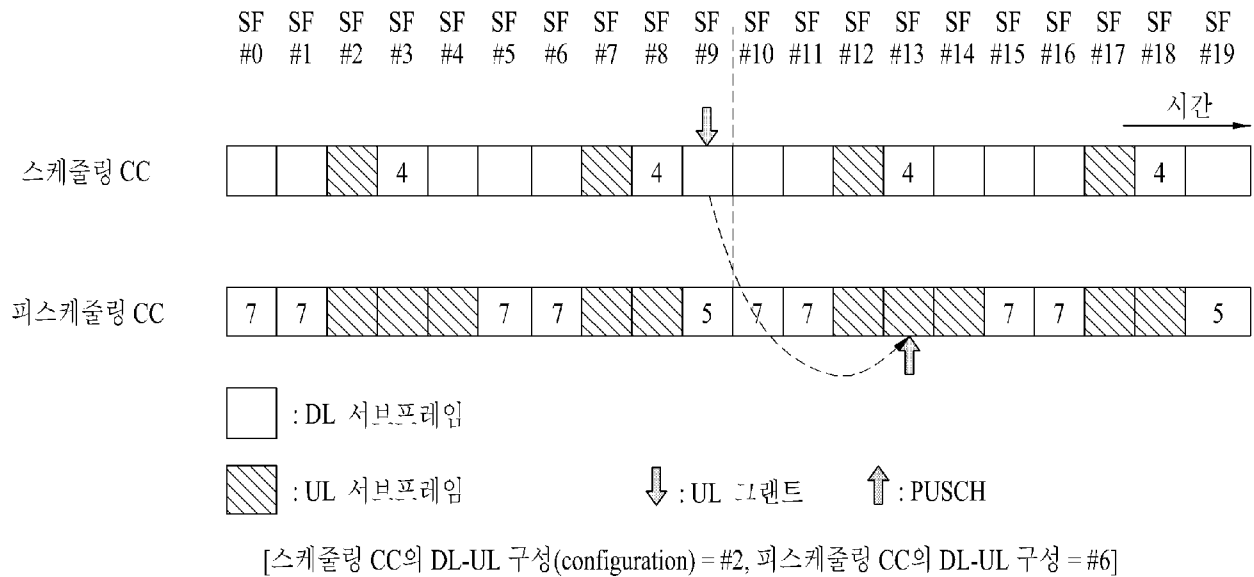 SF SF SF SF SF SF SF SF SF SF SF SF SF SF SF SF SF SF SF SF
#0 #1 #2 #3 #4 #5 #6 #7 #8 #9 #10 #11 #12 #13 #14 #15 #16 #17 #18 #19
시간
스케줄링 CC 4 4 4 4
피스케줄링 CC 7 7 7 7 5 7 7 7 7 5
: DL 서브프레임
: UL 서브프레임 : UL 그랜트 : PUSCH
[스케줄링 CC의 DL-UL 구성(configuration) = #2, 피스케줄링 CC의 DL-UL 구성 = #6]